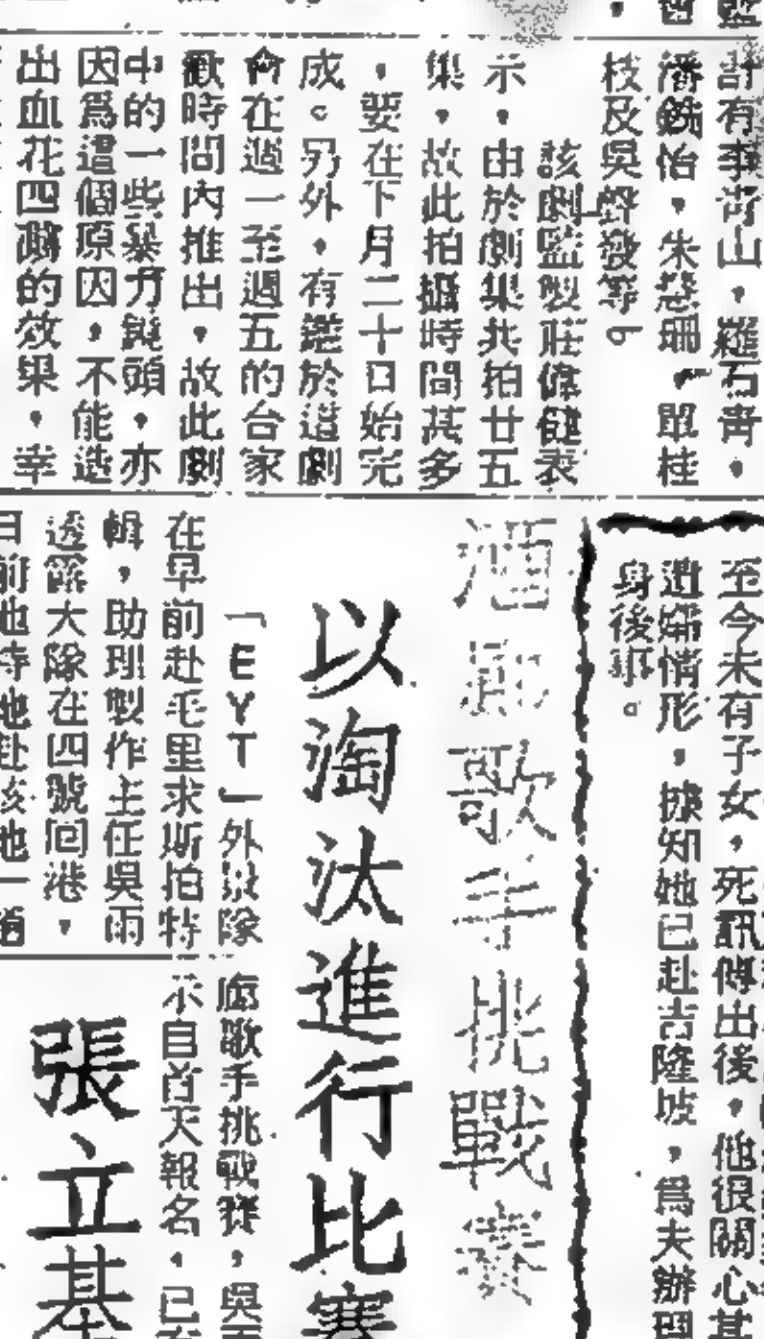 計有李青山，羅石青，
潘銑怡，朱慧珊，單桂
枝及吳聲發等。
該劇監製莊偉健表
示，由於劇集共拍廿五
集，故此拍攝時間甚多
，要在下月二十日始完
成。另外，有鑑於這劇
會在週一至週五的合家
歡時間內推出，故此劇
中的一些暴力鏡頭，亦
因為這個原因，不能造
出血花四濺的效果，幸
至今未有子女，死訊傳出後，他很關心其
遺孀情形，據知她已赴吉隆坡，為夫辦理
身後事。
酒廊歌手挑戰賽
以淘汰進行比賽
「EYT」外景隊
在早前赴毛里求斯拍特
輯，助理製作主任吳雨
透露大隊在四號回港，
日前他特地赴該地一
廊歌手挑戰賽，吳雨
示自首天報名，已有
張立基